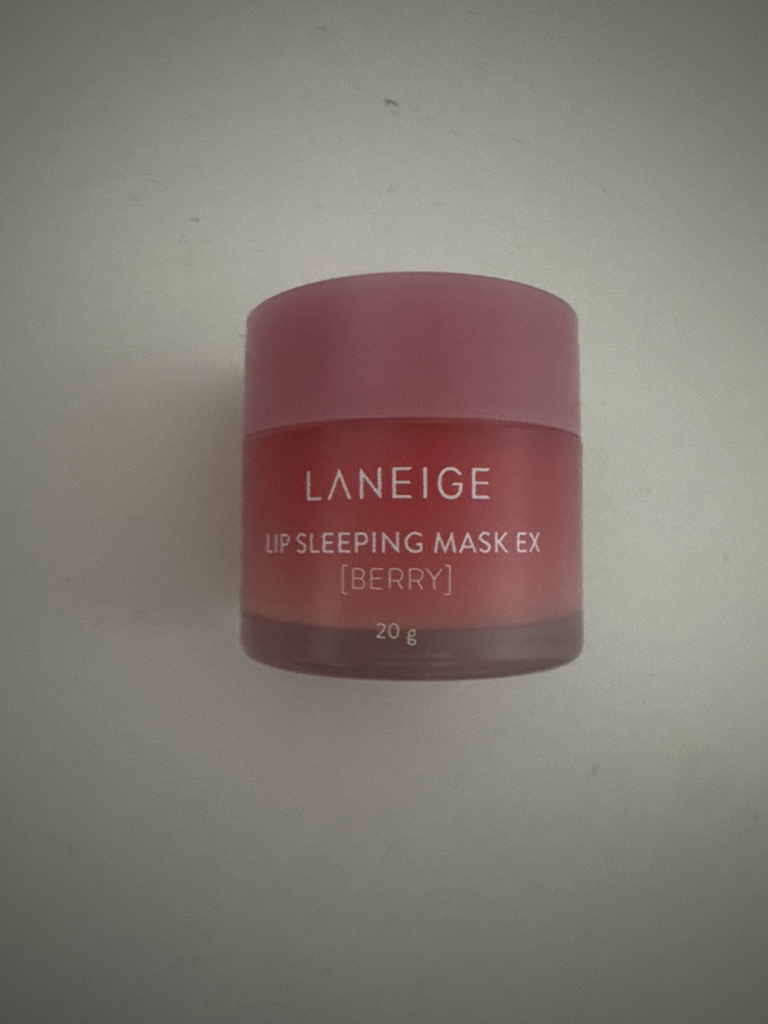 LANEIGE
LIP SLEEPING MASK EX
[BERRY]
20 g